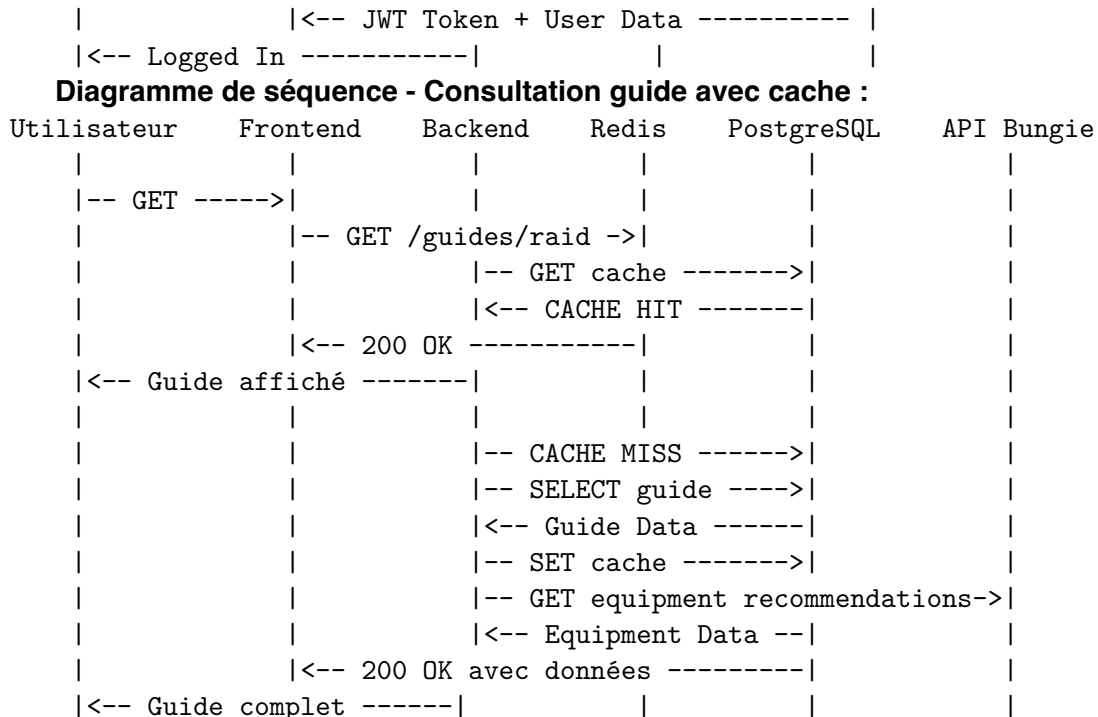 |            |<-- JWT Token + User Data ---------- |
     |<-- Logged In -----------|          |            |
Diagramme de séquence - Consultation guide avec cache :
Utilisateur    Frontend    Backend    Redis    PostgreSQL    API Bungie
    |            |          |         |         |           |
    |-- GET ----->|          |         |         |           |
    |            |-- GET /guides/raid ->|         |           |
    |            |          |-- GET cache ------->|           |
    |            |          |<-- CACHE HIT -------|           |
    |            |<-- 200 OK -----------|         |           |
    |<-- Guide affiché -------|         |         |           |
    |            |          |         |         |           |
    |            |          |-- CACHE MISS ------>|           |
    |            |          |-- SELECT guide ---->|           |
    |            |          |<-- Guide Data ------|           |
    |            |          |-- SET cache ------->|           |
    |            |          |-- GET equipment recommendations->|
    |            |          |<-- Equipment Data --|           |
    |            |<-- 200 OK avec données ---------|           |
    |<-- Guide complet ------|         |         |           |